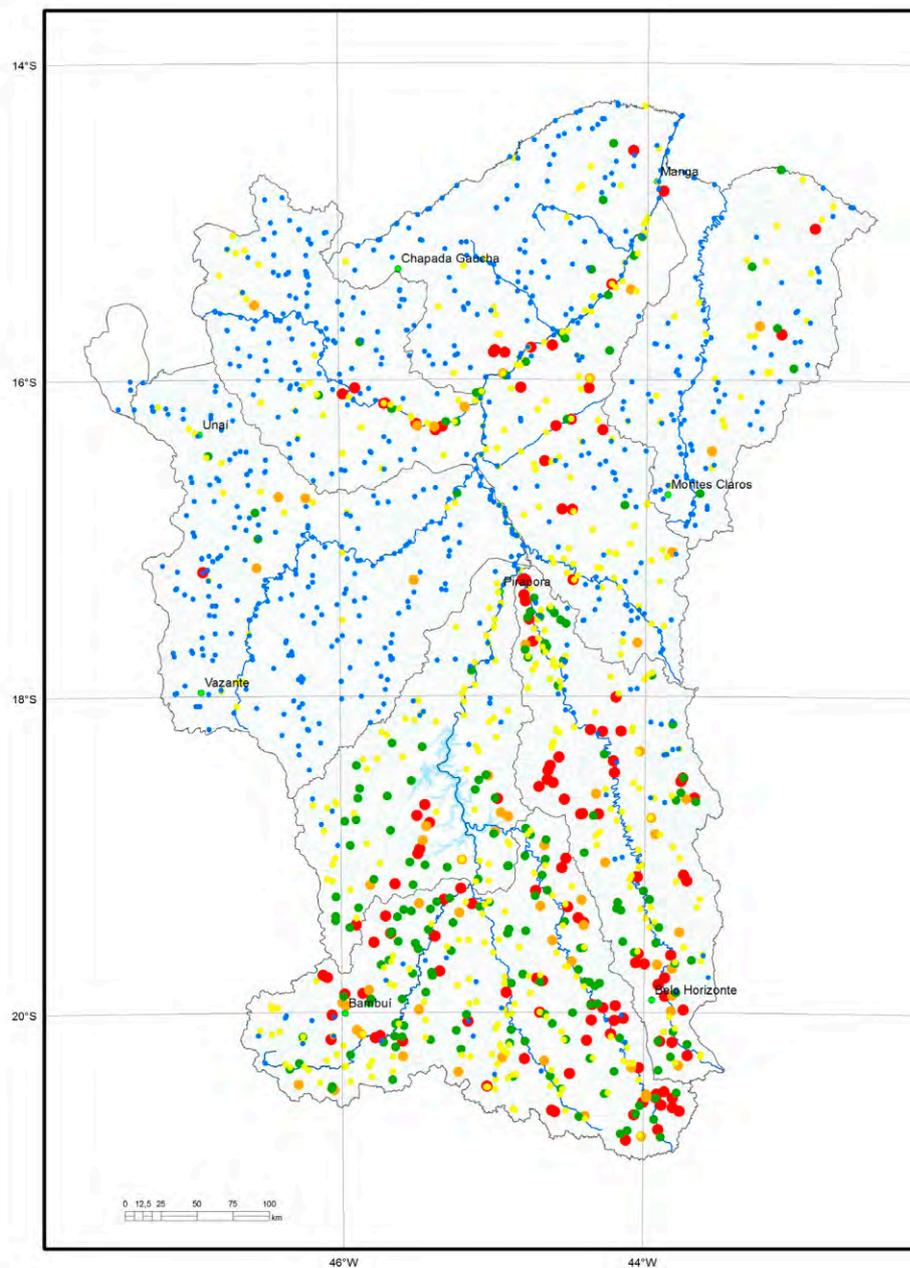 14°S
Manga
Chapada Gaúcha
16°S
Unaí
Montes Claros
Pirapora
Vazante
18°S
Belo Horizonte
Bambuí
20°S
0 12,5 25 50 75 100
km
46°W 44°W